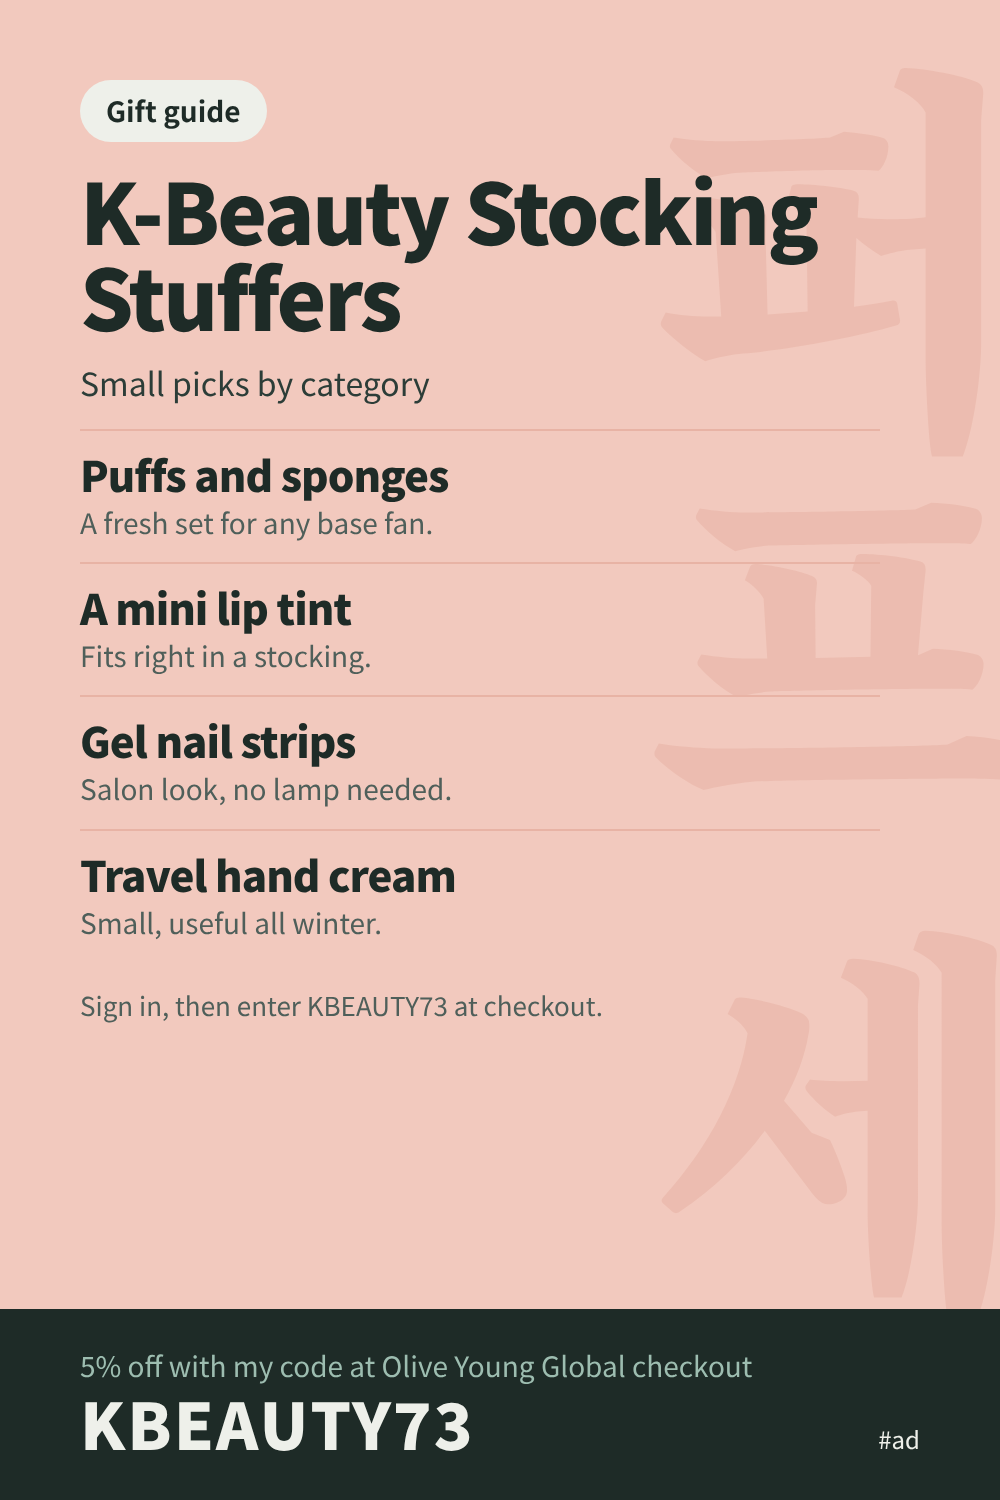 Gift guide
K-Beauty Stocking
Stuffers
Small picks by category
Puffs and sponges
A fresh set for any base fan.
A mini lip tint
Fits right in a stocking.
Gel nail strips
Salon look, no lamp needed.
Travel hand cream
Small, useful all winter.
Sign in, then enter KBEAUTY73 at checkout.
퍼
프
세
5% off with my code at Olive Young Global checkout
KBEAUTY73
#ad